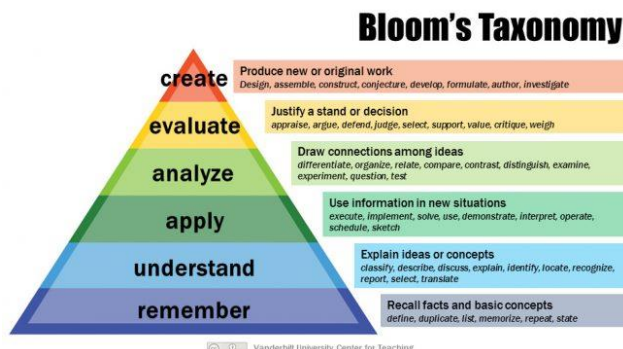 Bloom's Taxonomy
create
Produce new or original work
Design, assemble, construct, conjecture, develop, formulate, author, investigate
evaluate
Justify a stand or decision
appraise, argue, defend, judge, select, support, value, critique, weigh
analyze
Draw connections among ideas
differentiate, organize, relate, compare, contrast, distinguish, examine,
experiment, question, test
apply
Use information in new situations
execute, implement, solve, use, demonstrate, interpret, operate,
schedule, sketch
understand
Explain ideas or concepts
classify, describe, discuss, explain, identify, locate, recognize,
report, select, translate
remember
Recall facts and basic concepts
define, duplicate, list, memorize, repeat, state
Vanderbilt University Center for Teaching